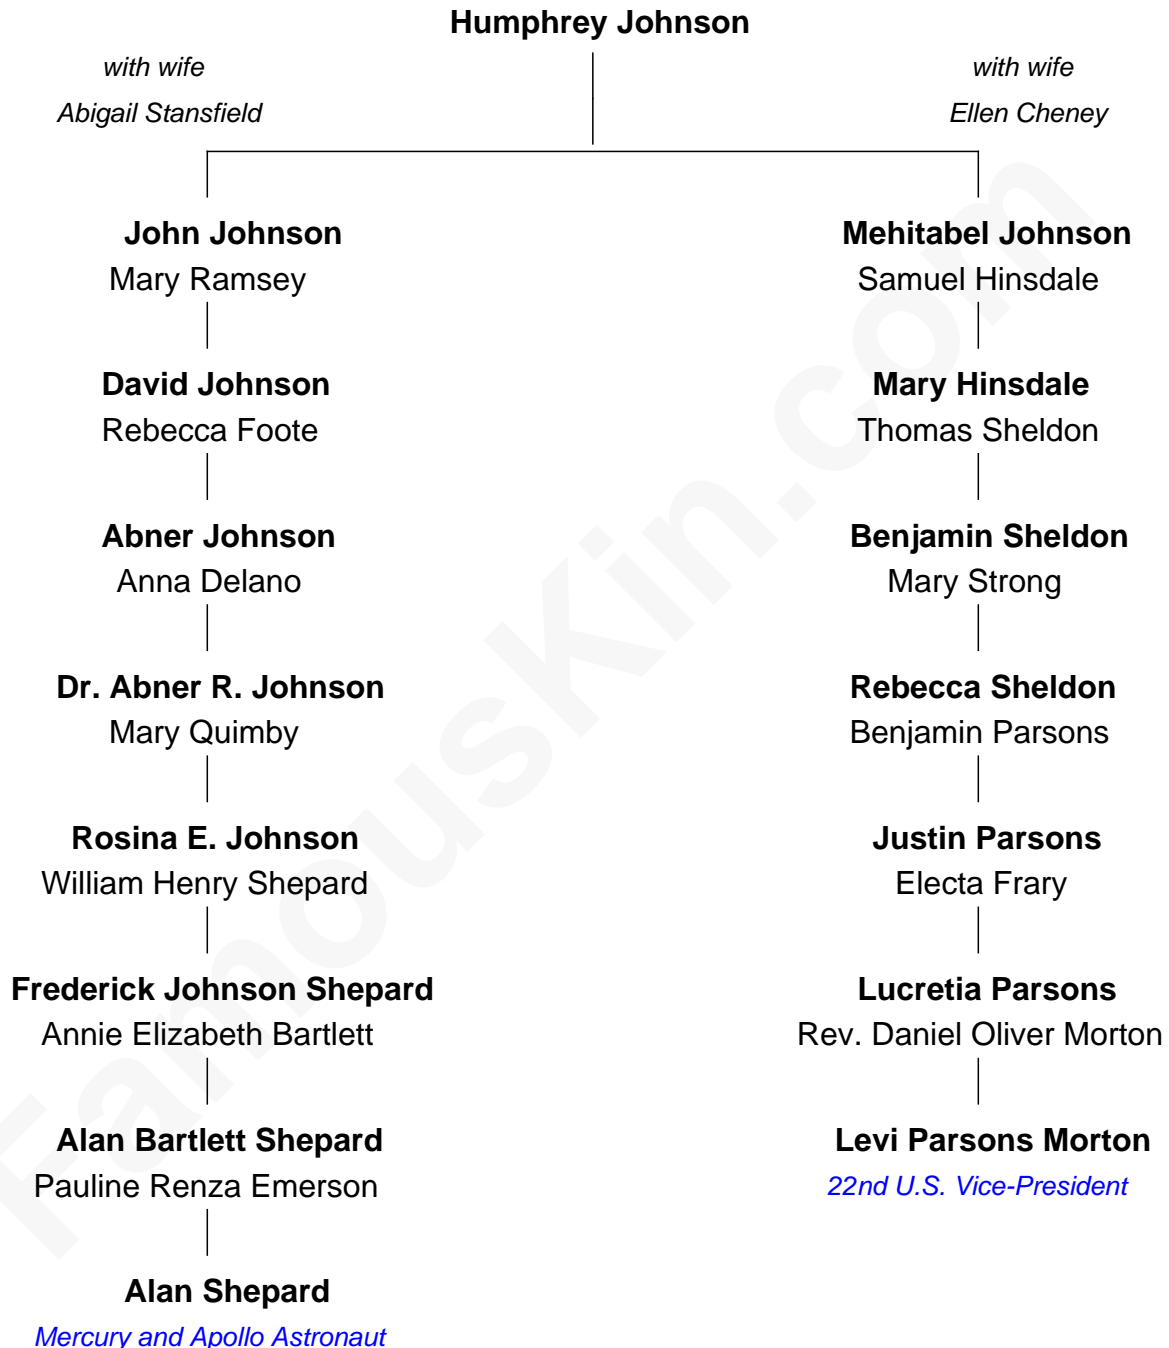 Humphrey Johnson
with wife
with wife
Abigail Stansfield
Ellen Cheney
John Johnson
Mehitabel Johnson
Mary Ramsey
Samuel Hinsdale
David Johnson
Mary Hinsdale
Rebecca Foote
Thomas Sheldon
Abner Johnson
Benjamin Sheldon
Anna Delano
Mary Strong
Dr. Abner R. Johnson
Rebecca Sheldon
Mary Quimby
Benjamin Parsons
Rosina E. Johnson
Justin Parsons
William Henry Shepard
Electa Frary
Frederick Johnson Shepard
Lucretia Parsons
Annie Elizabeth Bartlett
Rev. Daniel Oliver Morton
Alan Bartlett Shepard
Levi Parsons Morton
Pauline Renza Emerson
22nd U.S. Vice-President
Alan Shepard
Mercury and Apollo Astronaut
FamousKin.com